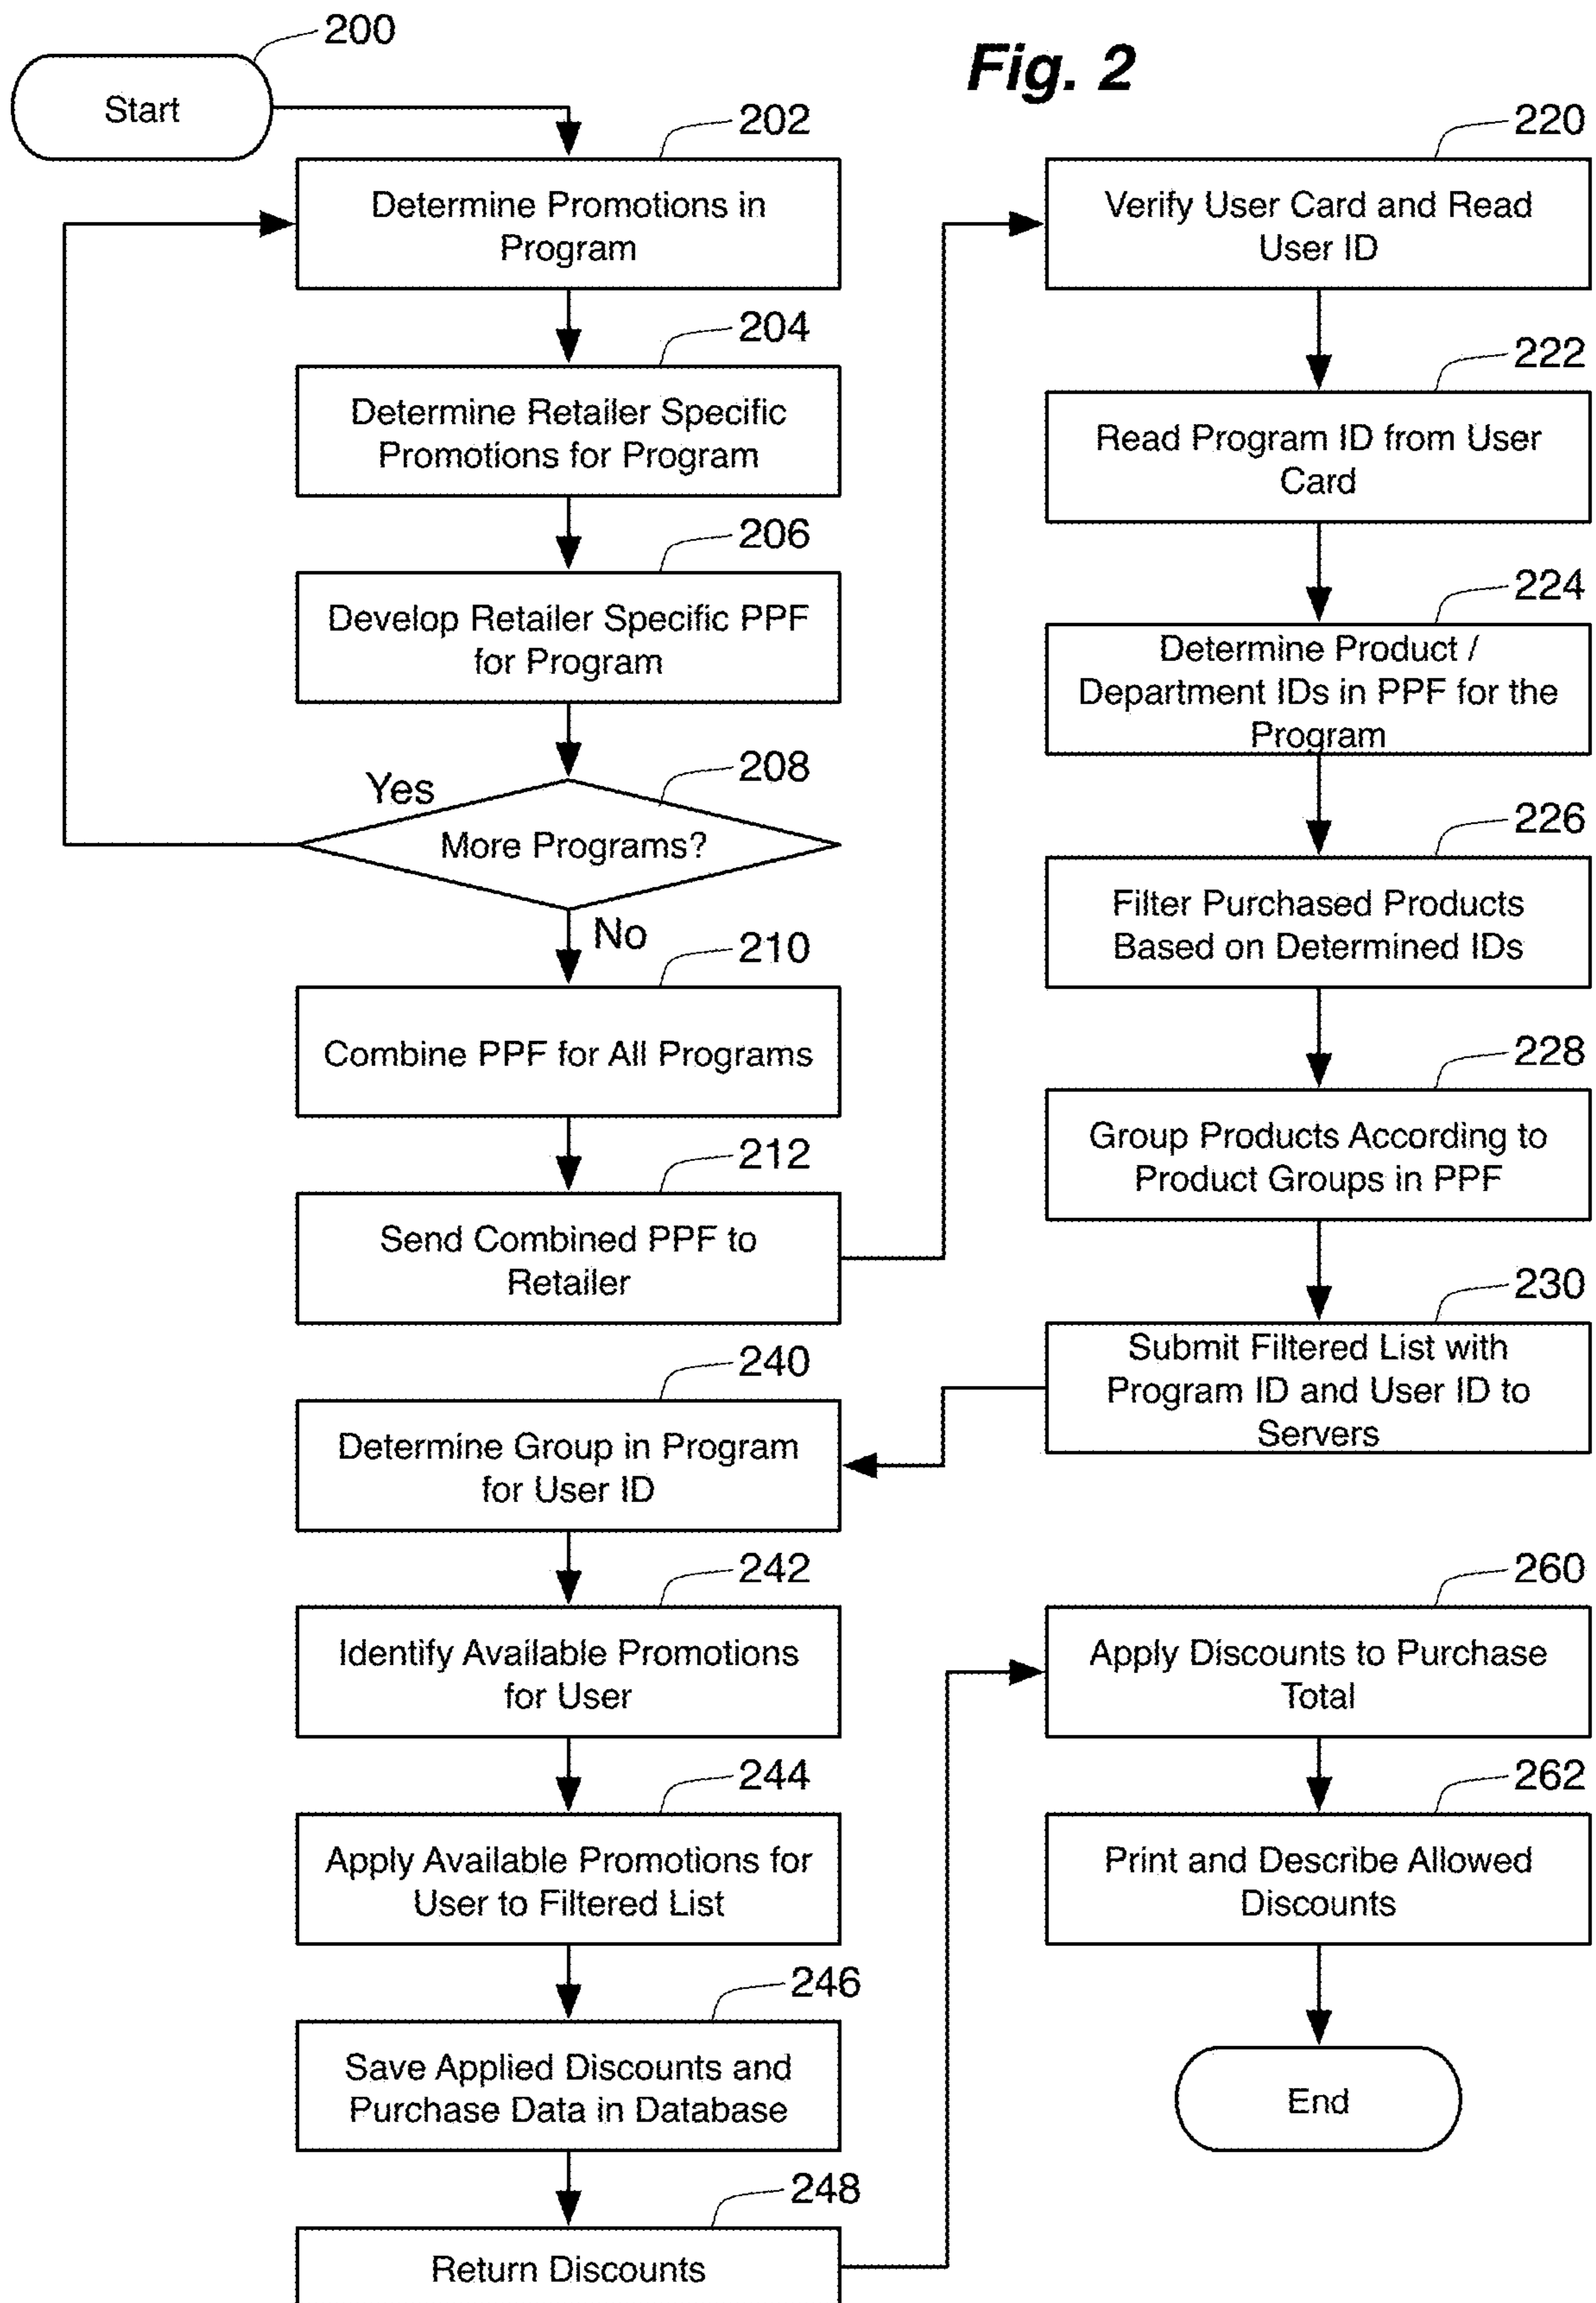 Fig. 2
200
Start
202
Determine Promotions in
Program
204
Determine Retailer Specific
Promotions for Program
206
Develop Retailer Specific PPF
for Program
208
Yes
More Programs?
No
210
Combine PPF for All Programs
212
Send Combined PPF to
Retailer
220
Verify User Card and Read
User ID
222
Read Program ID from User
Card
224
Determine Product /
Department IDs in PPF for the
Program
226
Filter Purchased Products
Based on Determined IDs
228
Group Products According to
Product Groups in PPF
230
Submit Filtered List with
Program ID and User ID to
Servers
240
Determine Group in Program
for User ID
242
Identify Available Promotions
for User
244
Apply Available Promotions for
User to Filtered List
246
Save Applied Discounts and
Purchase Data in Database
248
Return Discounts
260
Apply Discounts to Purchase
Total
262
Print and Describe Allowed
Discounts
End